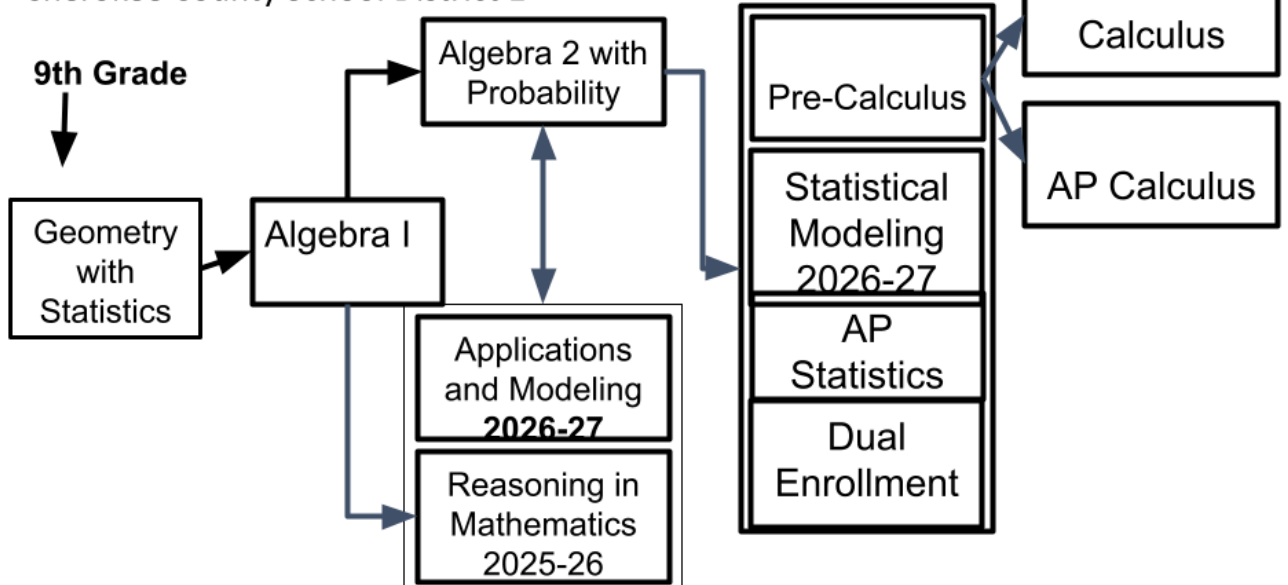 9th Grade
Geometry
with
Statistics
Algebra I
Algebra 2 with
Probability
Applications
and Modeling
2026-27
Reasoning in
Mathematics
2025-26
Pre-Calculus
Statistical
Modeling
2026-27
AP
Statistics
Dual
Enrollment
Calculus
AP Calculus